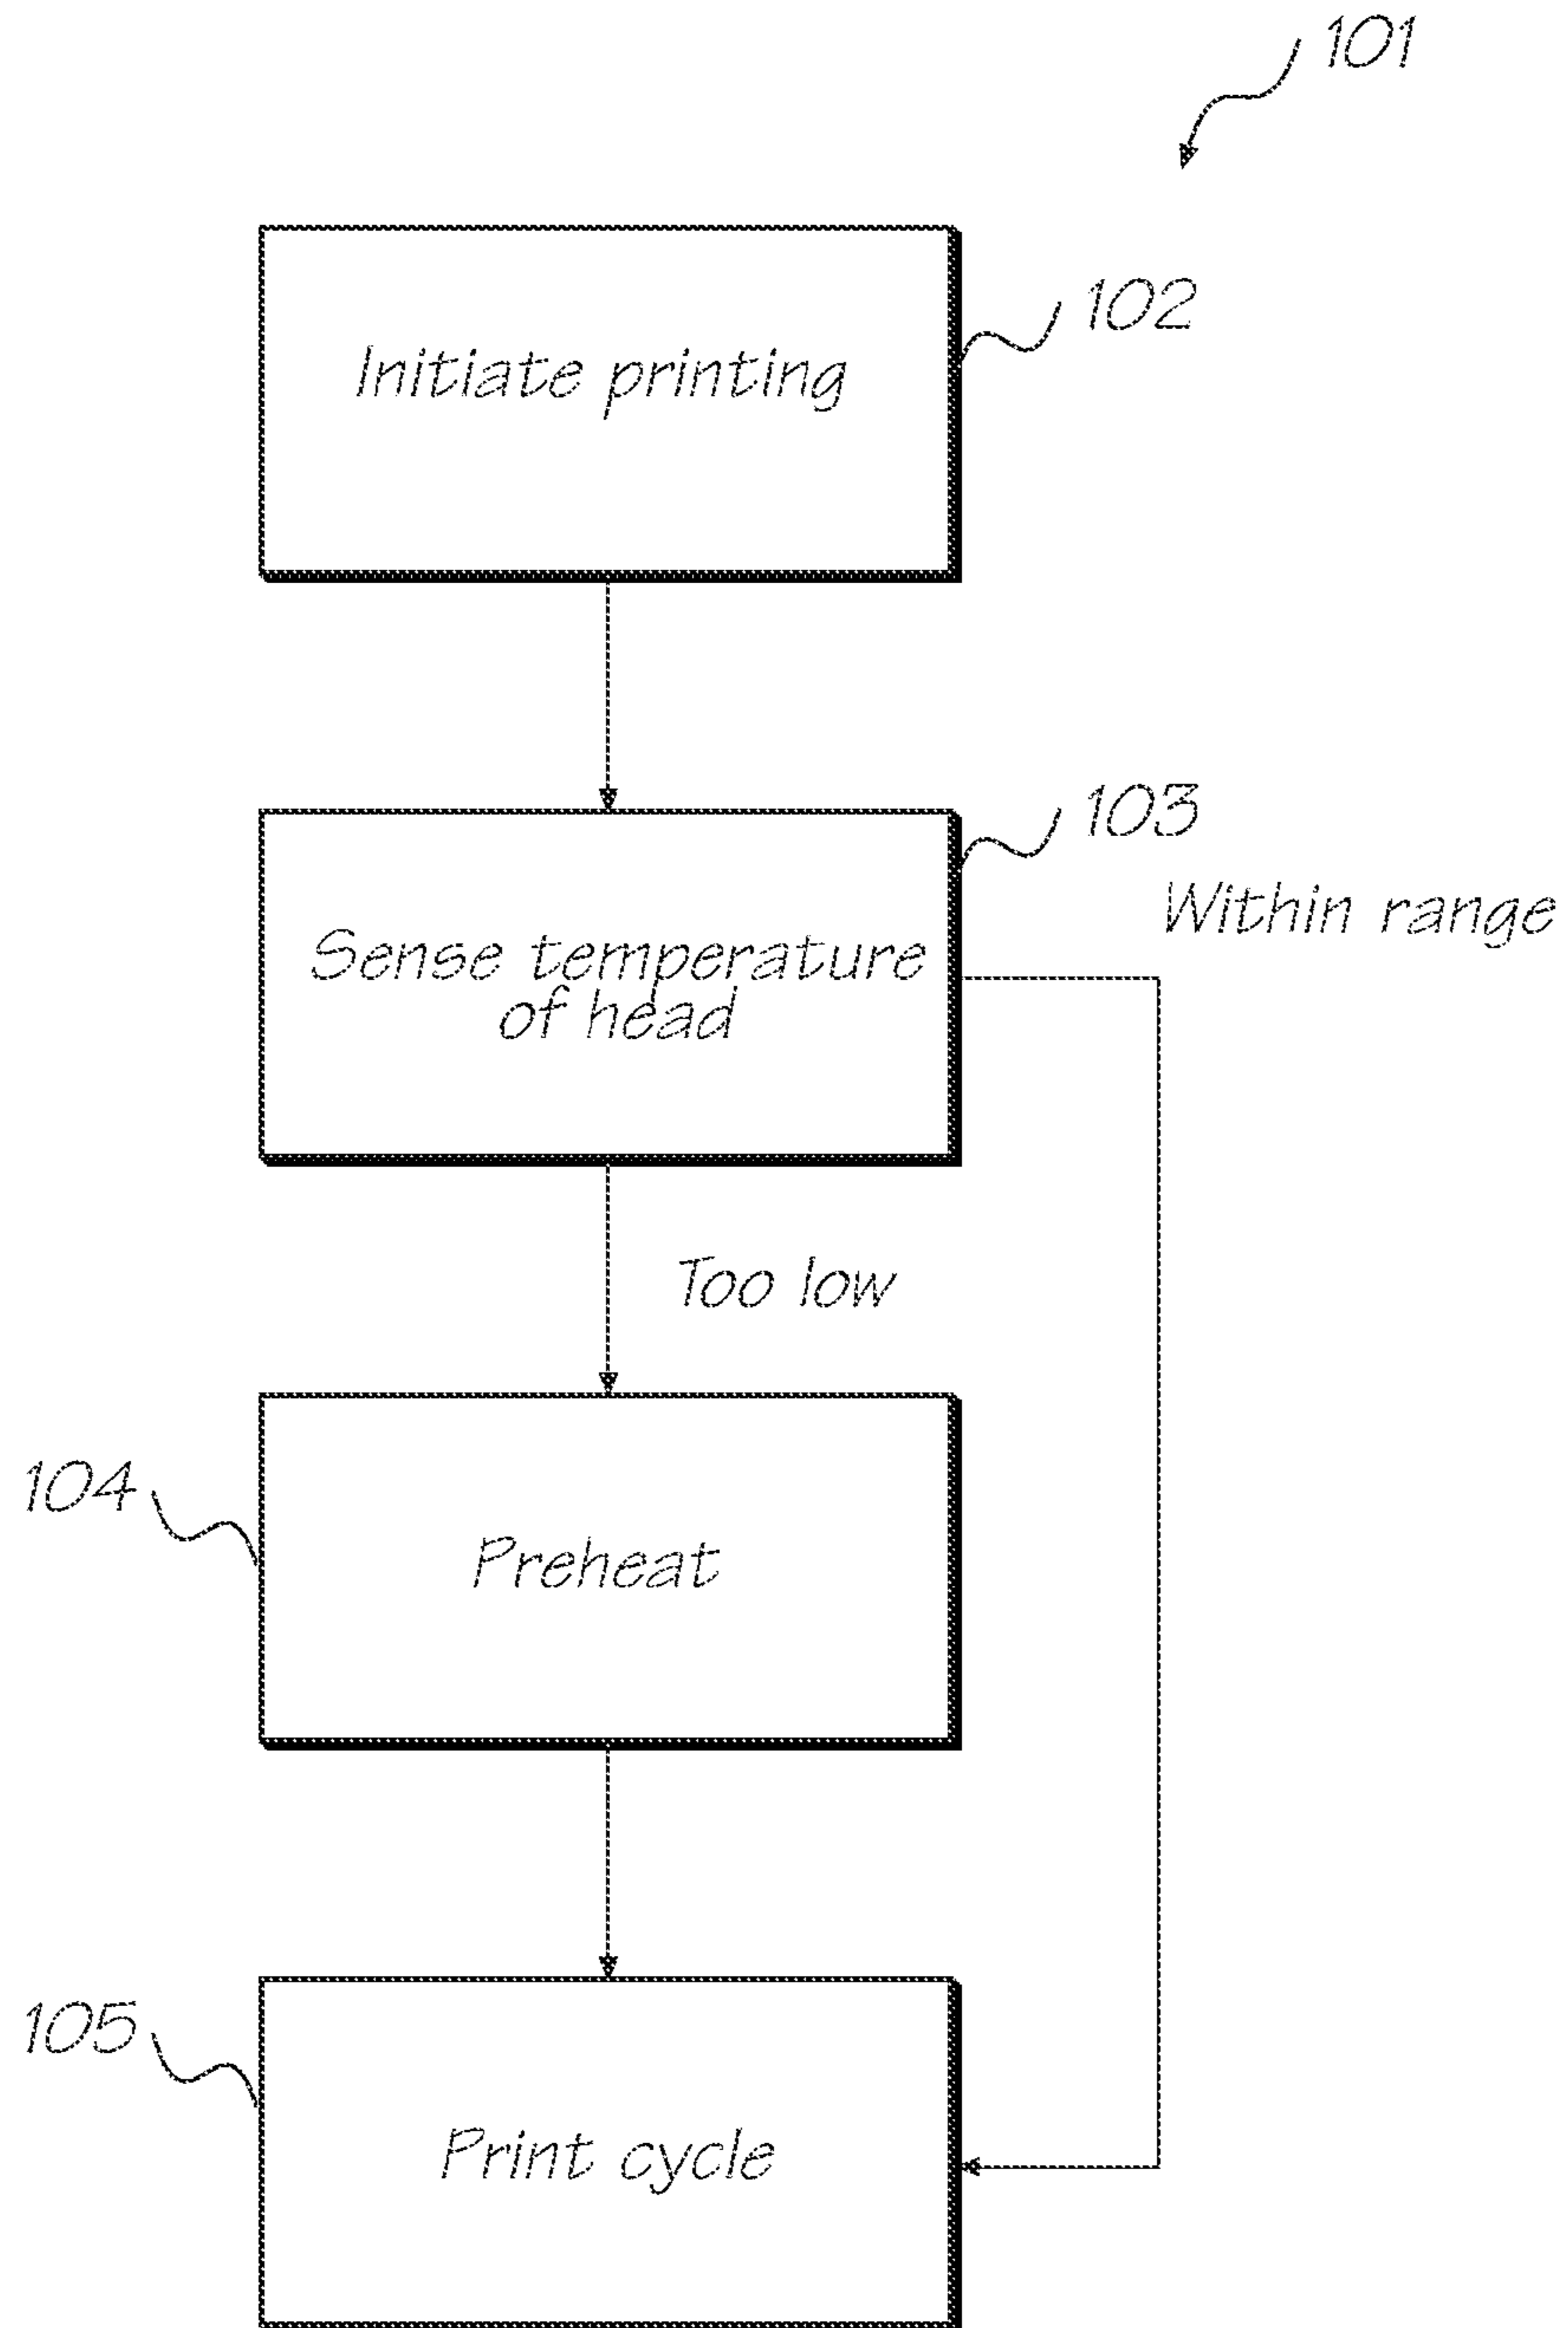 101
102
Initiate printing
103
Within range
Sense temperature
of head
Too low
104
Preheat
105
Print cycle